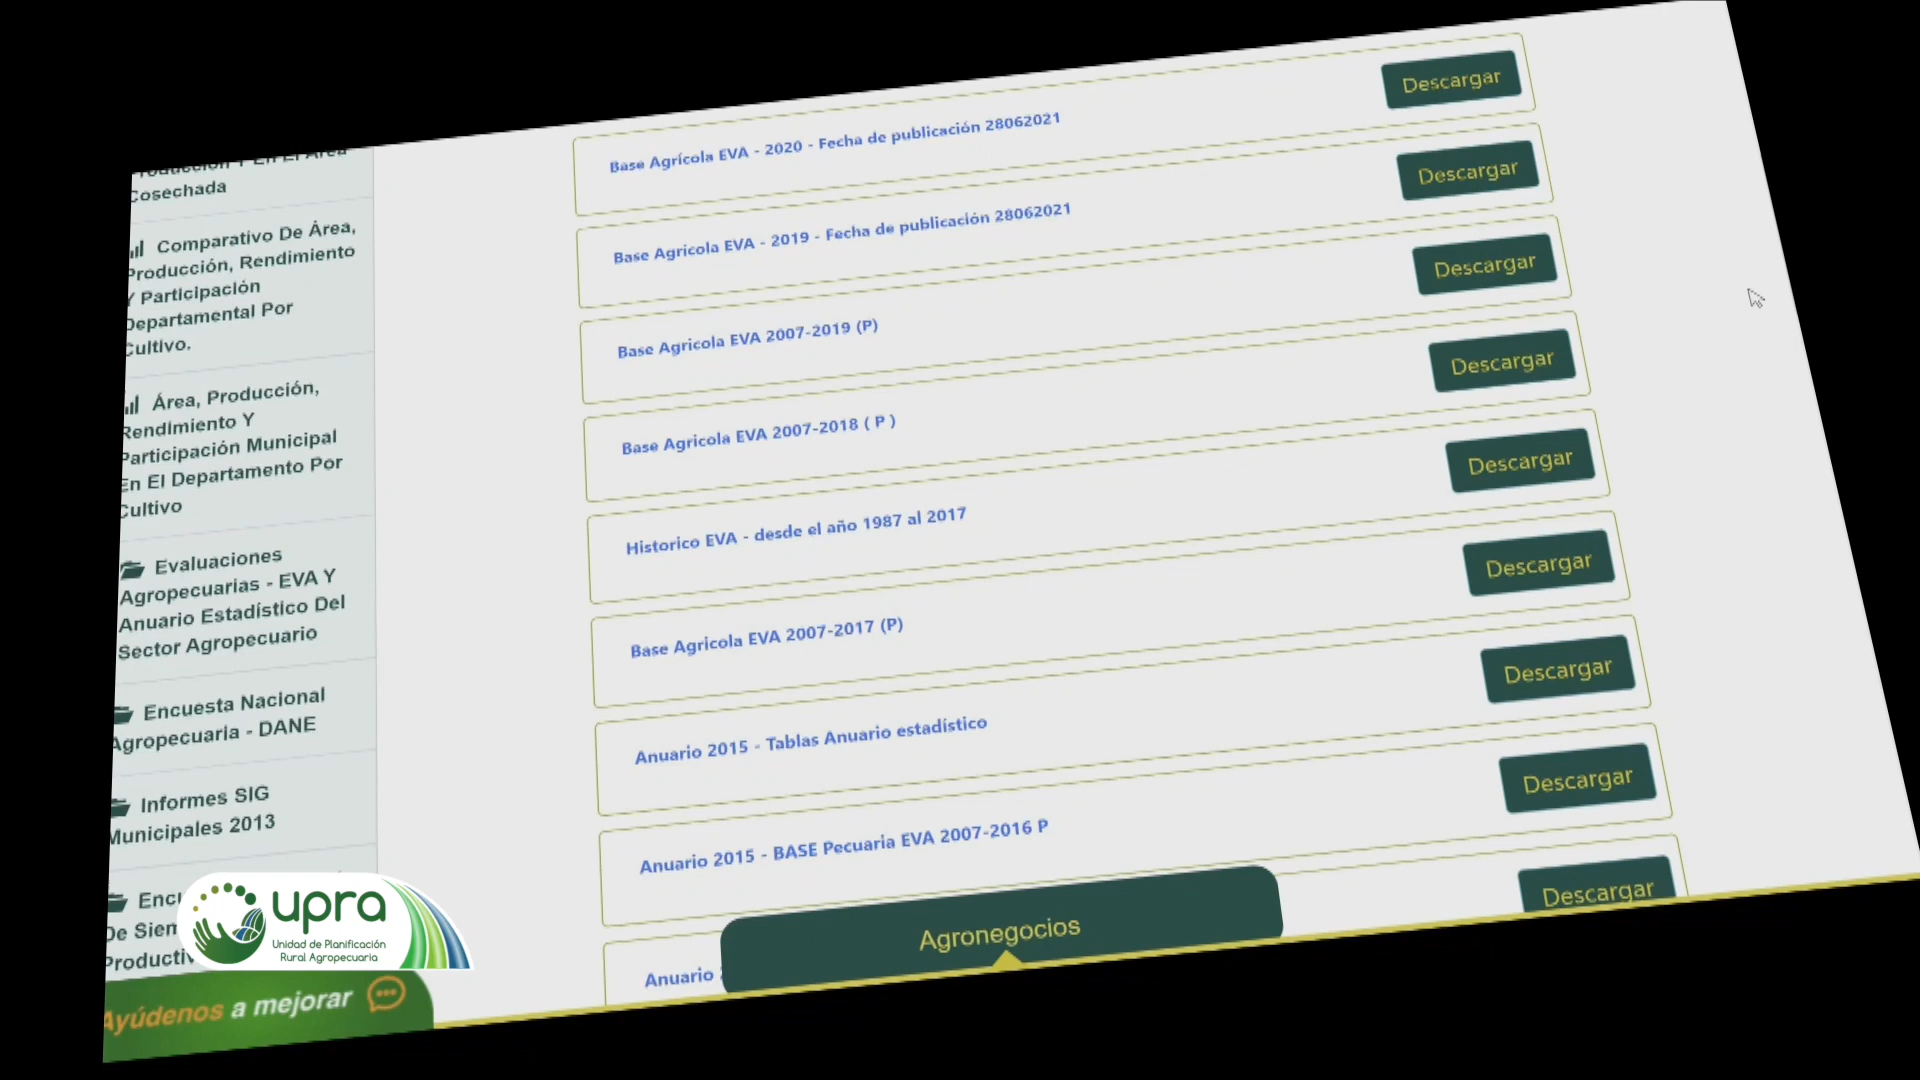 Cosechada
Comparativo De Área,
Producción, Rendimiento
Y Participación
Departamental Por
Cultivo.
Área, Producción,
Rendimiento Y
Participación Municipal
En El Departamento Por
Cultivo
Evaluaciones
Agropecuarias - EVA Y
Anuario Estadístico Del
Sector Agropecuario
Encuesta Nacional
Agropecuaria - DANE
Informes SIG
Municipales 2013
De
Ayúdenos a mejorar
upra
Unidad de Planificación
Rural Agropecuaria
Base Agrícola EVA - 2020 - Fecha de publicación 28062021
Descargar
Base Agricola EVA - 2019 - Fecha de publicación 28062021
Descargar
Base Agricola EVA 2007-2019 (P)
Descargar
Base Agricola EVA 2007-2018 ( P )
Descargar
Historico EVA - desde el año 1987 al 2017
Descargar
Base Agricola EVA 2007-2017 (P)
Descargar
Anuario 2015 - Tablas Anuario estadístico
Descargar
Anuario 2015 - BASE Pecuaria EVA 2007-2016 P
Descargar
Anuario
Descargar
Agronegocios